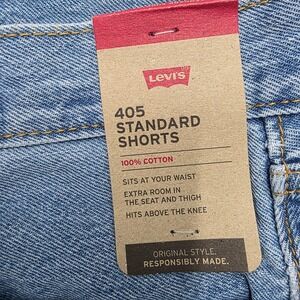 Levi's
405
STANDARD
SHORTS
100% COTTON
SITS AT YOUR WAIST
EXTRA ROOM IN
THE SEAT AND THIGH
HITS ABOVE THE KNEE
ORIGINAL STYLE.
RESPONSIBLY MADE.